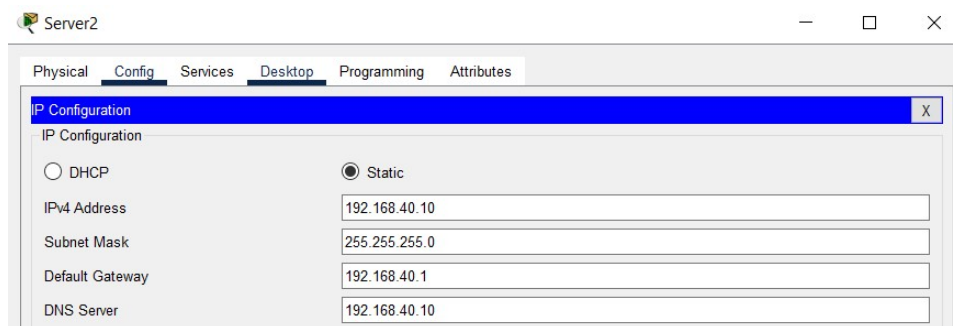 Server2
Physical Config Services Desktop Programming Attributes
IP Configuration X
IP Configuration
DHCP Static
IPv4 Address 192.168.40.10
Subnet Mask 255.255.255.0
Default Gateway 192.168.40.1
DNS Server 192.168.40.10